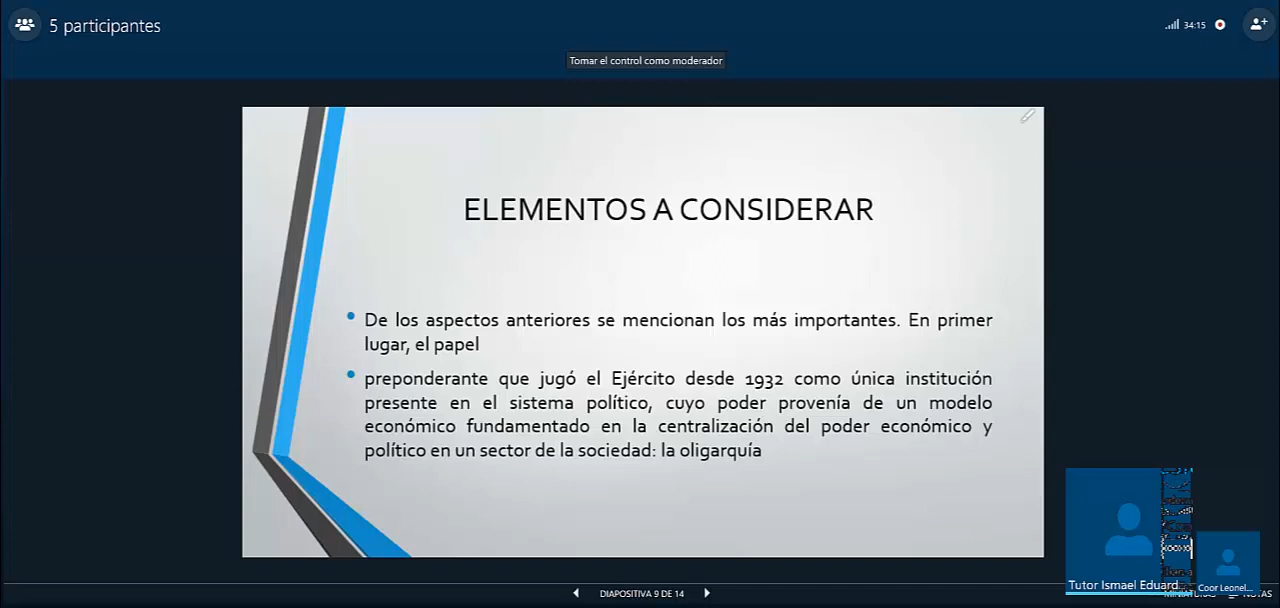 5 participantes
34:15
Tomar el control como moderador
ELEMENTOS A CONSIDERAR
De los aspectos anteriores se mencionan los más importantes. En primer
lugar, el papel
preponderante que jugó el Ejército desde 1932 como única institución
presente en el sistema político, cuyo poder provenía de un modelo
económico fundamentado en la centralización del poder económico y
político en un sector de la sociedad: la oligarquía
Tutor Ismael Eduard...
Coor Leonel...
DIAPOSITIVA 9 DE 14
NOTAS